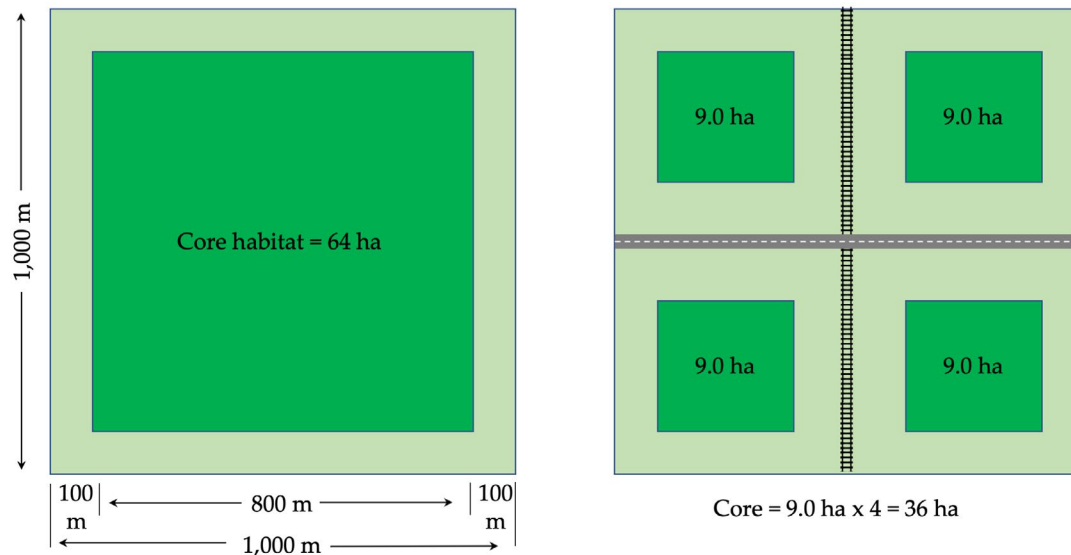 1,000 m
Core habitat = 64 ha
100
m
800 m
100
m
1,000 m
9.0 ha
9.0 ha
9.0 ha
9.0 ha
Core = 9.0 ha x 4 = 36 ha